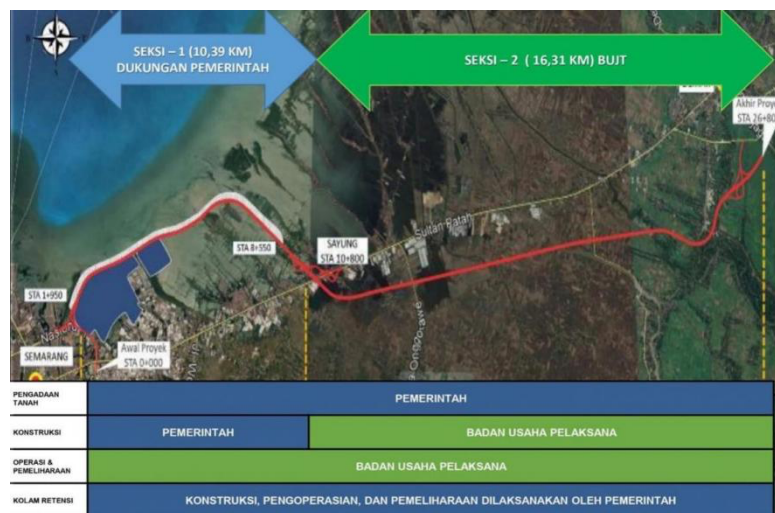 SEKSI – 1 (10,39 KM)
DUKUNGAN PEMERINTAH
SEKSI – 2 ( 16,31 KM) BUJT
Akhir Proy
STA 26+80
Sultan Patah
SAYUNG
STA 10+800
STA 8+550
STA 1+950
SEMARANG
Awal Proyek
STA 0+000
PENGADAAN
TANAH
PEMERINTAH
KONSTRUKSI
PEMERINTAH
BADAN USAHA PELAKSANA
OPERASI &
PEMELIHARAAN
BADAN USAHA PELAKSANA
KOLAM RETENSI
KONSTRUKSI, PENGOPERASIAN, DAN PEMELIHARAAN DILAKSANAKAN OLEH PEMERINTAH